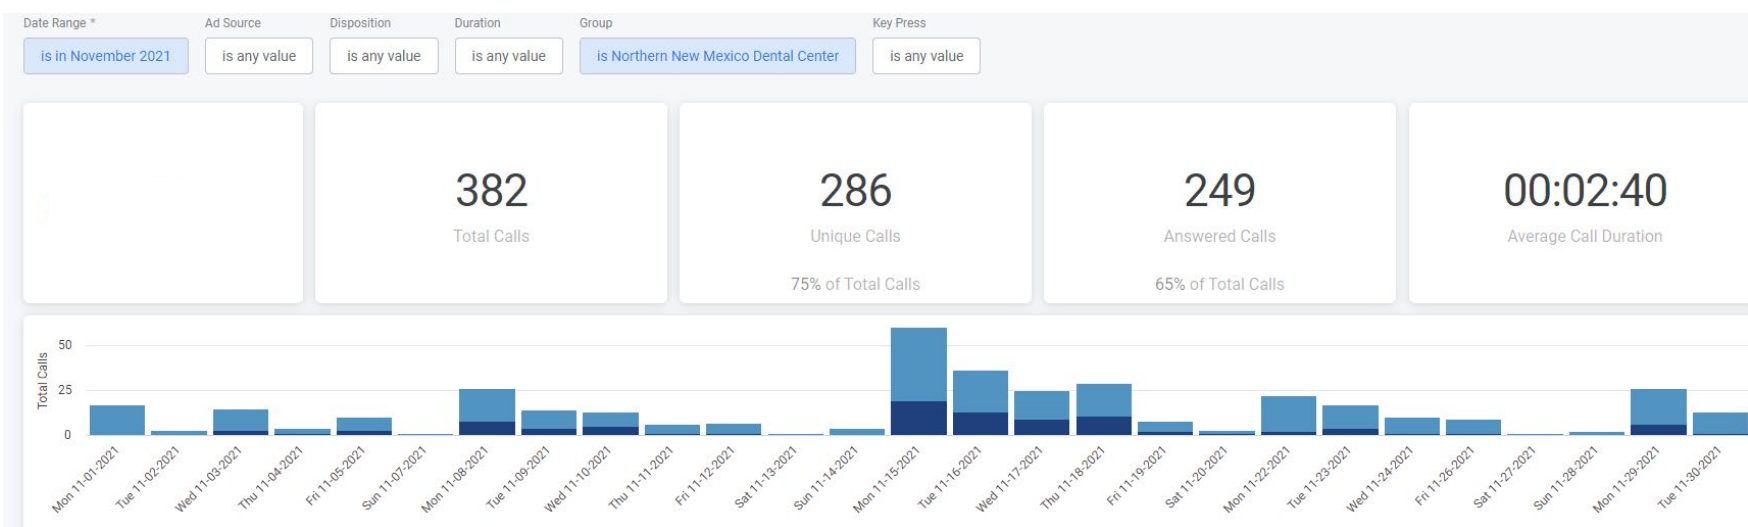 Date Range * Ad Source Disposition Duration Group Key Press
is in November 2021 is any value is any value is any value is Northern New Mexico Dental Center is any value
382 286 249 00:02:40
Total Calls Unique Calls Answered Calls Average Call Duration
75% of Total Calls 65% of Total Calls
Total Calls
50
25
0
Mon 11-01-2021
Tue 11-02-2021
Wed 11-03-2021
Thu 11-04-2021
Fri 11-05-2021
Sun 11-07-2021
Mon 11-08-2021
Tue 11-09-2021
Wed 11-10-2021
Thu 11-11-2021
Fri 11-12-2021
Sat 11-13-2021
Sun 11-14-2021
Mon 11-15-2021
Tue 11-16-2021
Wed 11-17-2021
Thu 11-18-2021
Fri 11-19-2021
Sat 11-20-2021
Mon 11-22-2021
Tue 11-23-2021
Wed 11-24-2021
Fri 11-26-2021
Sat 11-27-2021
Sun 11-28-2021
Mon 11-29-2021
Tue 11-30-2021